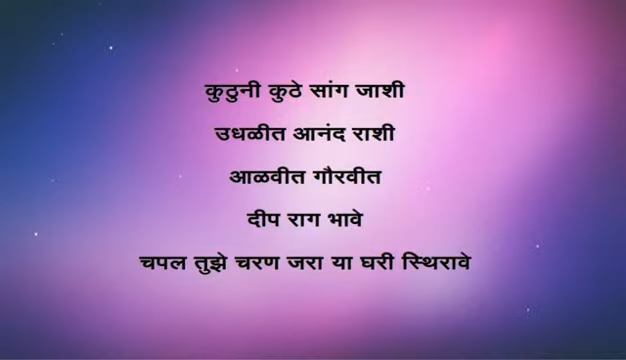 कुठुनी कुठे सांग जाशी
उधळीत आनंद राशी
आळवीत गौरवीत
दीप राग भावे
चपल तुझे चरण जरा या घरी स्थिरावे